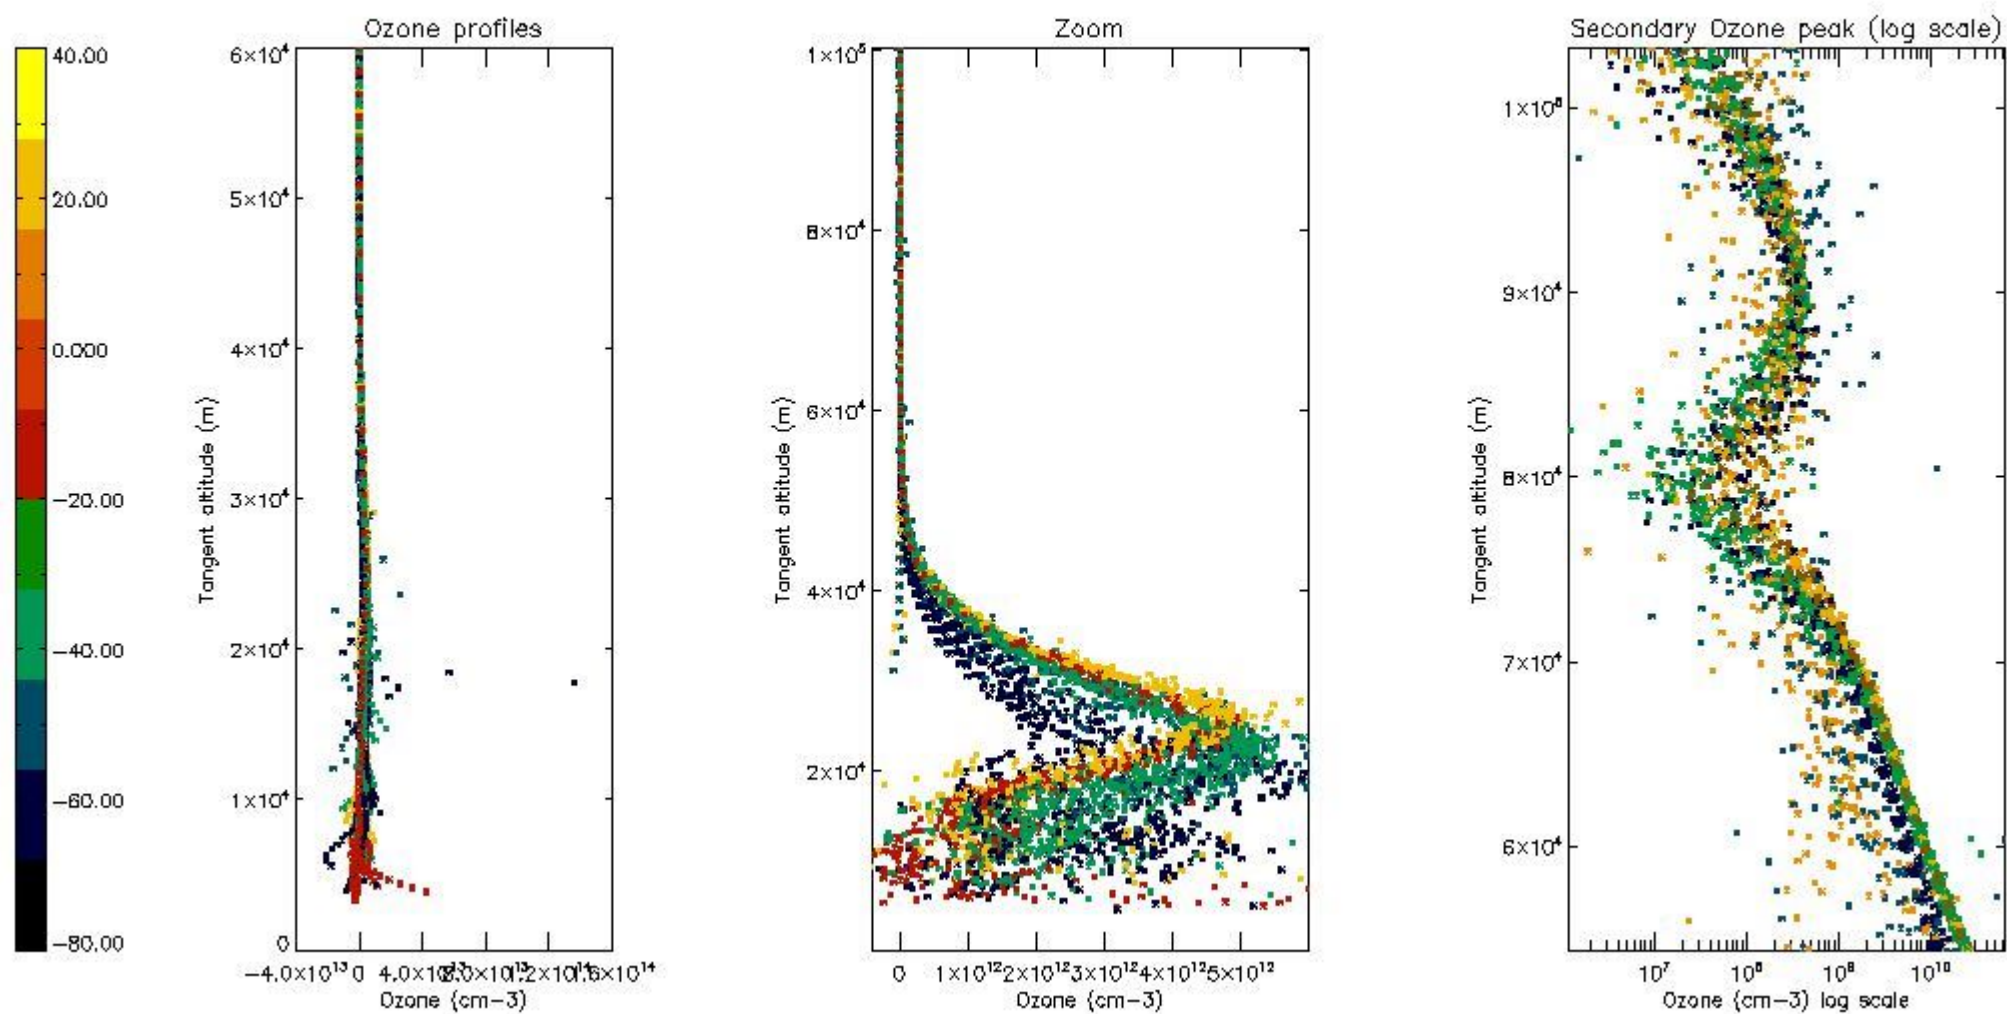 Ozone profiles
Zoom
Secondary Ozone peak (log scale)
40.00
20.00
0.000
−20.00
−40.00
−60.00
−80.00
6×10⁴
5×10⁴
4×10⁴
3×10⁴
2×10⁴
1×10⁴
0
Tangent altitude (m)
−4.0×10¹³ 0
Ozone (cm−3)
1×10⁵
8×10⁴
6×10⁴
4×10⁴
2×10⁴
Tangent altitude (m)
0 1×10¹² 2×10¹² 3×10¹² 4×10¹² 5×10¹²
Ozone (cm−3)
1×10⁵
9×10⁴
8×10⁴
7×10⁴
6×10⁴
Tangent altitude (m)
10⁷ 10⁸ 10⁹ 10¹⁰
Ozone (cm−3) log scale